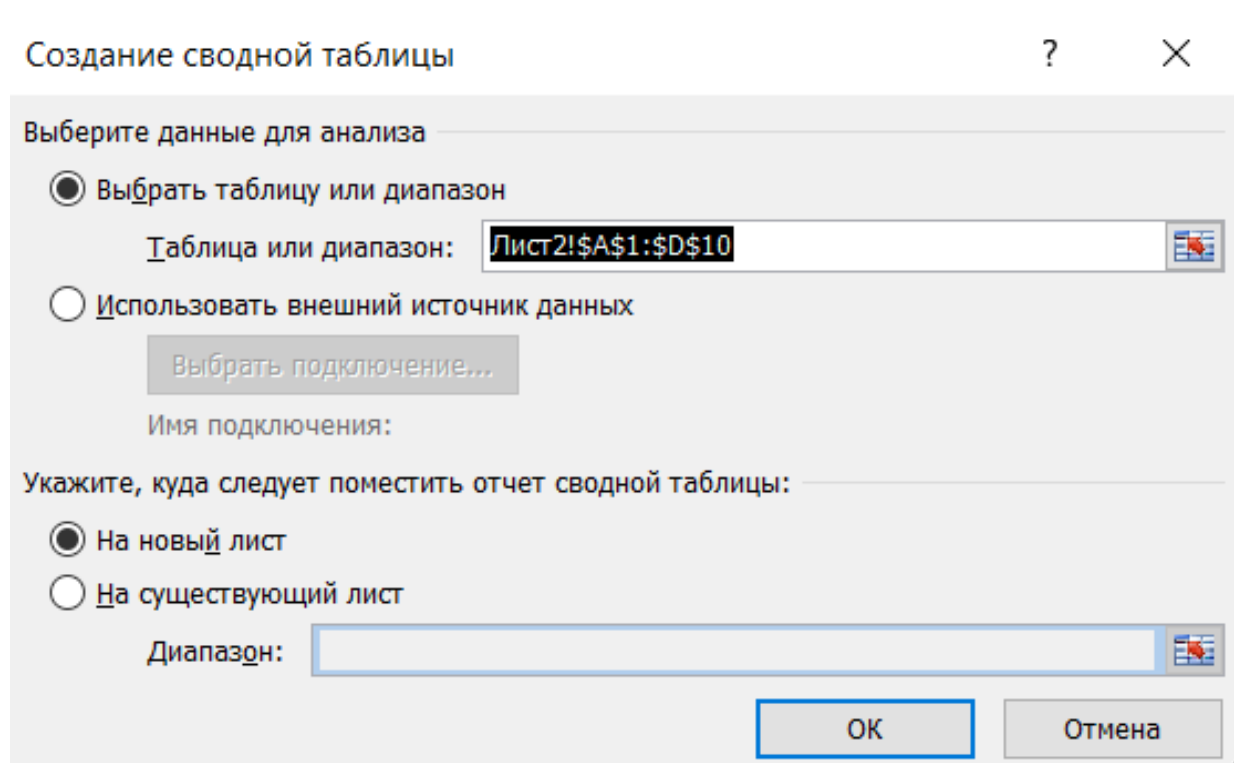 Создание сводной таблицы ?
Выберите данные для анализа
Выбрать таблицу или диапазон
Таблица или диапазон: Лист2!$A$1:$D$10
Использовать внешний источник данных
Выбрать подключение...
Имя подключения:
Укажите, куда следует поместить отчет сводной таблицы:
На новый лист
На существующий лист
Диапазон:
ОК Отмена